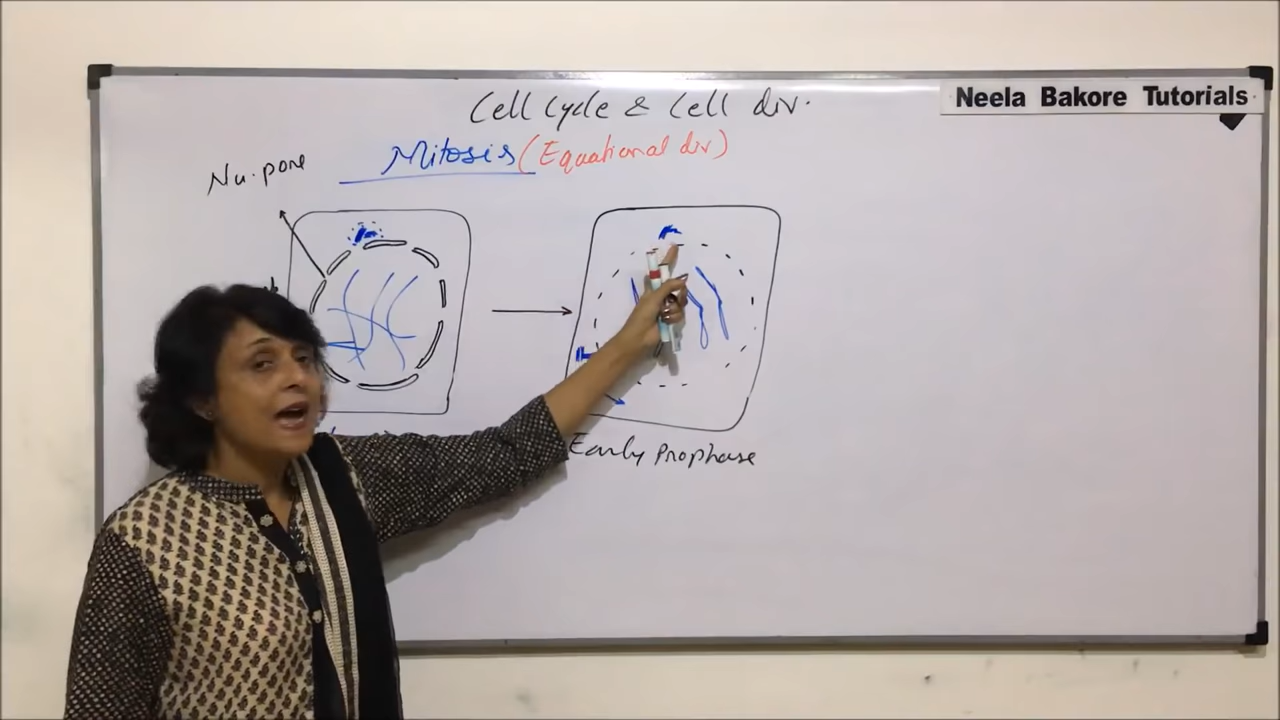 Cell cycle & Cell div.
Neela Bakore Tutorials
Mitosis (Equational div)
Nu. pore
Early Prophase